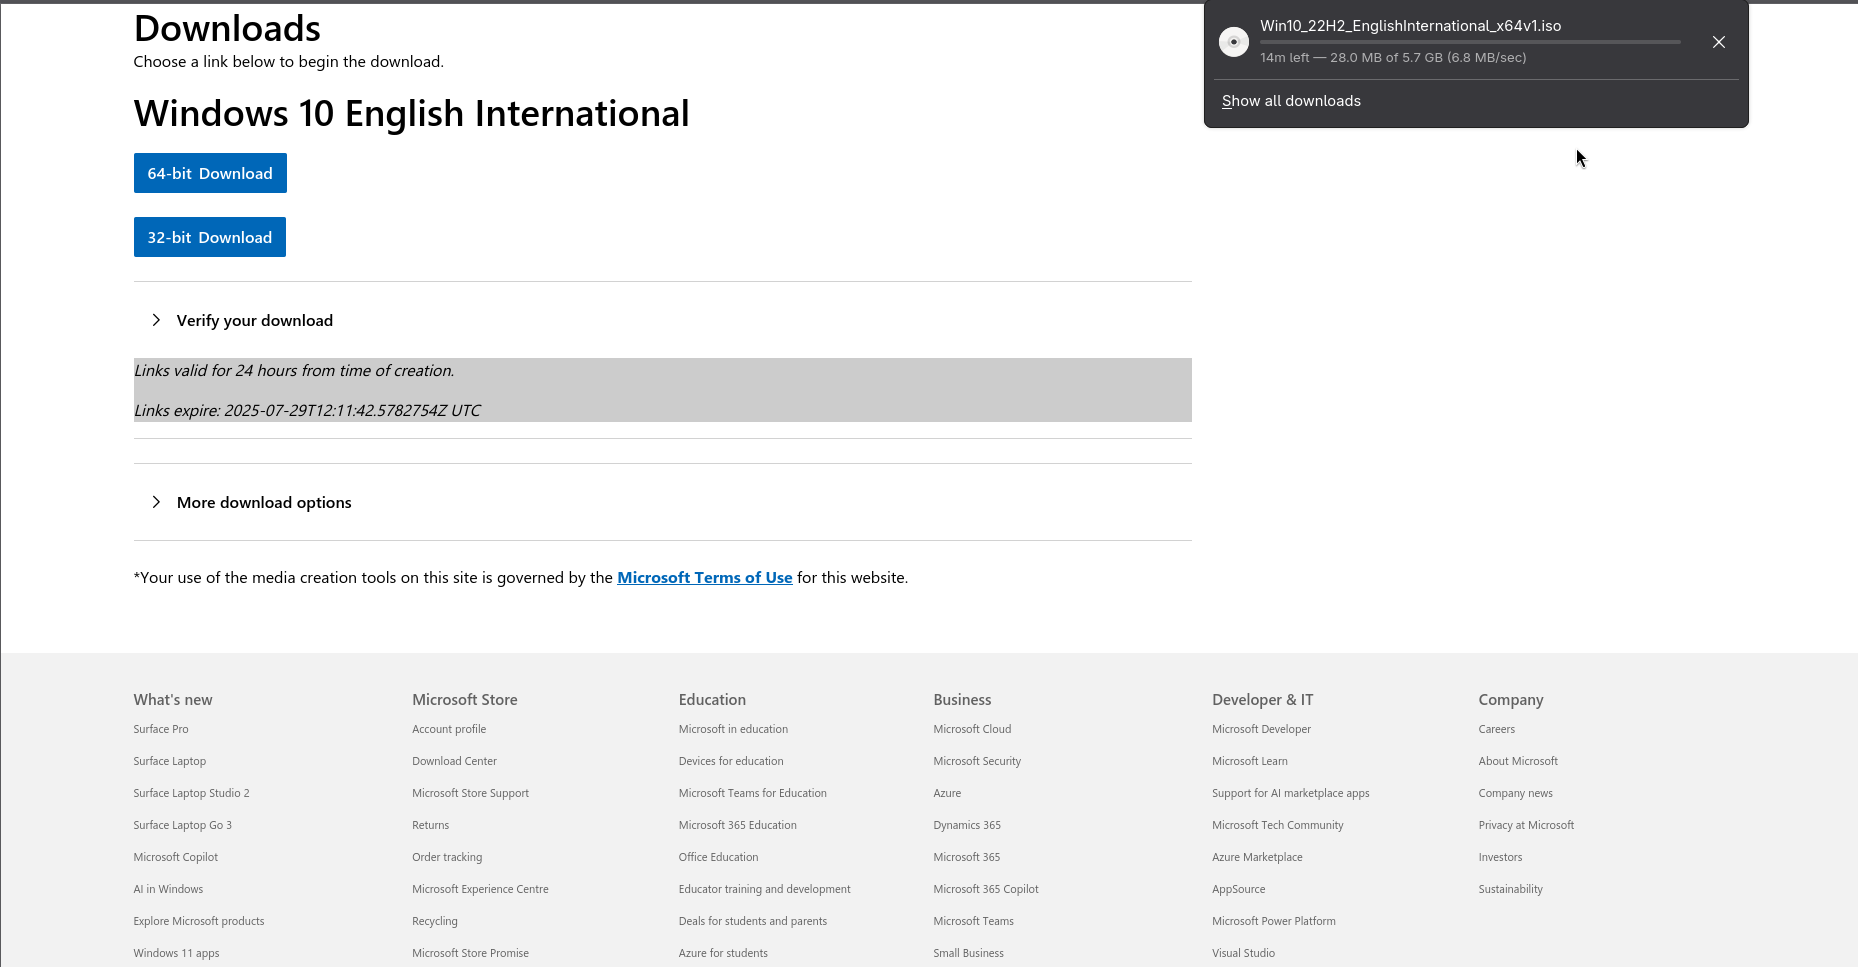 Downloads
Choose a link below to begin the download.
Windows 10 English International
64-bit Download
32-bit Download
Verify your download
Links valid for 24 hours from time of creation.
Links expire: 2025-07-29T12:11:42.5782754Z UTC
More download options
*Your use of the media creation tools on this site is governed by the Microsoft Terms of Use for this website.
Win10_22H2_EnglishInternational_x64v1.iso
14m left — 28.0 MB of 5.7 GB (6.8 MB/sec)
Show all downloads
What's new
Surface Pro
Surface Laptop
Surface Laptop Studio 2
Surface Laptop Go 3
Microsoft Copilot
AI in Windows
Explore Microsoft products
Windows 11 apps
Microsoft Store
Account profile
Download Center
Microsoft Store Support
Returns
Order tracking
Microsoft Experience Centre
Recycling
Microsoft Store Promise
Education
Microsoft in education
Devices for education
Microsoft Teams for Education
Microsoft 365 Education
Office Education
Educator training and development
Deals for students and parents
Azure for students
Business
Microsoft Cloud
Microsoft Security
Azure
Dynamics 365
Microsoft 365
Microsoft 365 Copilot
Microsoft Teams
Small Business
Developer & IT
Microsoft Developer
Microsoft Learn
Support for AI marketplace apps
Microsoft Tech Community
Azure Marketplace
AppSource
Microsoft Power Platform
Visual Studio
Company
Careers
About Microsoft
Company news
Privacy at Microsoft
Investors
Sustainability